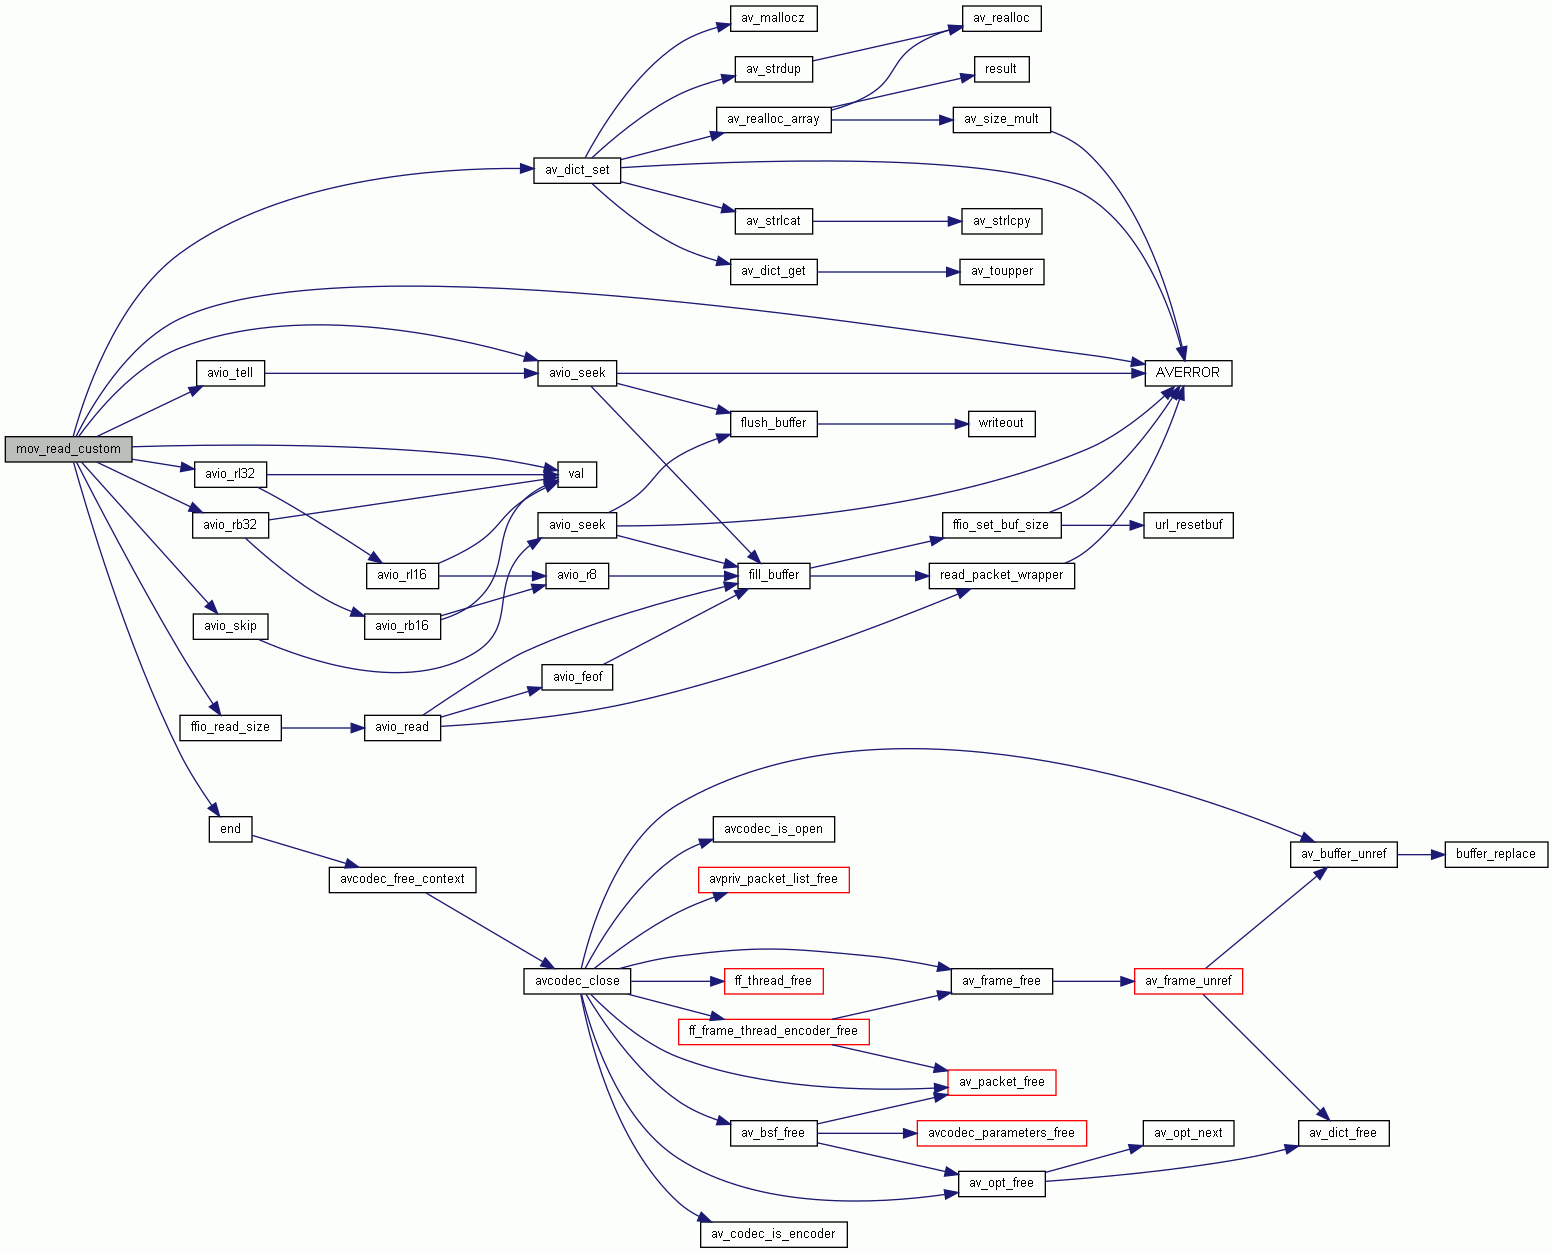 av_mallocz
av_realloc
av_strdup
result
av_realloc_array
av_size_mult
av_dict_set
av_strlcat
av_strlcpy
av_dict_get
av_toupper
avio_tell
avio_seek
AVERROR
flush_buffer
writeout
mov_read_custom
avio_rl32
val
avio_rb32
avio_seek
ffio_set_buf_size
url_resetbuf
avio_rl16
avio_r8
fill_buffer
read_packet_wrapper
avio_skip
avio_rb16
avio_feof
ffio_read_size
avio_read
end
avcodec_is_open
av_buffer_unref
buffer_replace
avcodec_free_context
avpriv_packet_list_free
avcodec_close
ff_thread_free
av_frame_free
av_frame_unref
ff_frame_thread_encoder_free
av_packet_free
av_bsf_free
avcodec_parameters_free
av_opt_next
av_dict_free
av_opt_free
av_codec_is_encoder